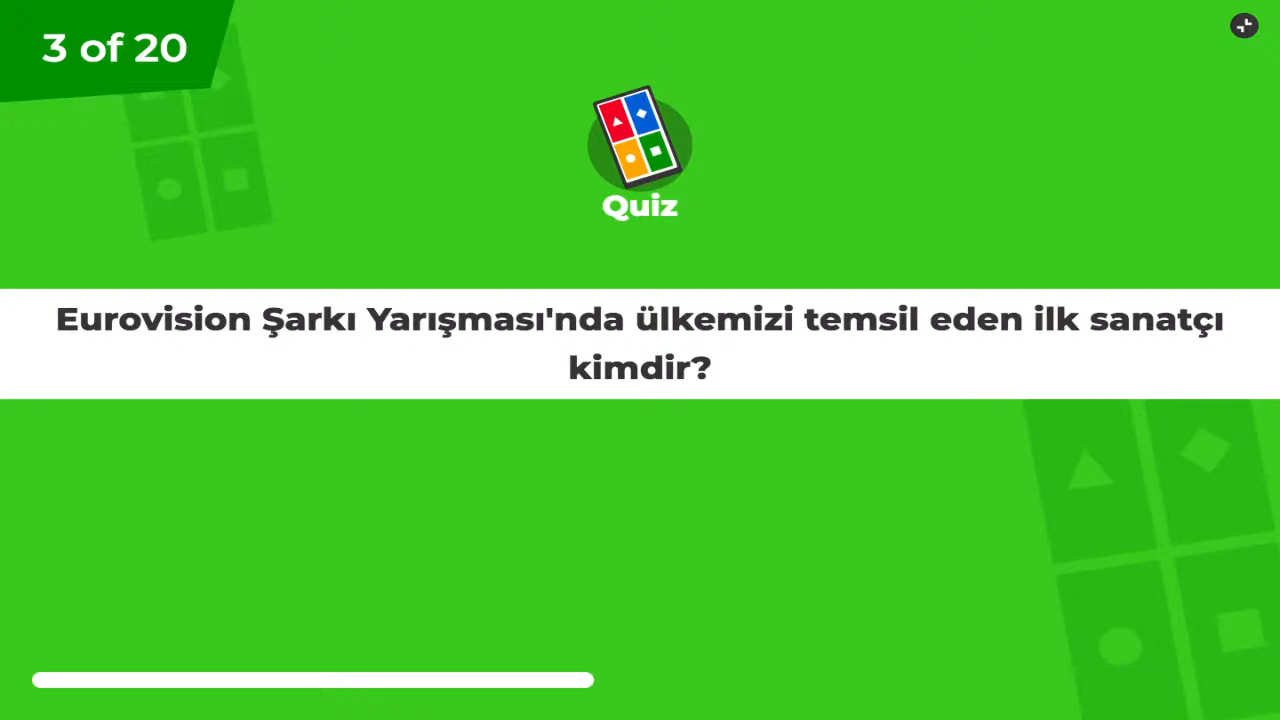 3 of 20
Quiz
Eurovision Şarkı Yarışması'nda ülkemizi temsil eden ilk sanatçı
kimdir?